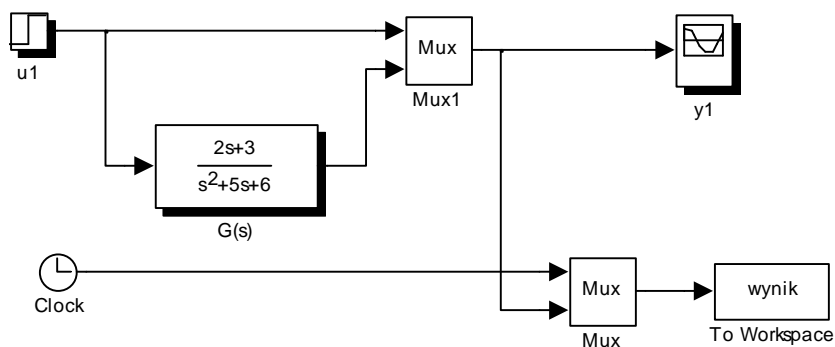 u1
Mux
Mux1
y1
2s+3
s²+5s+6
G(s)
Clock
Mux
Mux
wynik
To Workspace